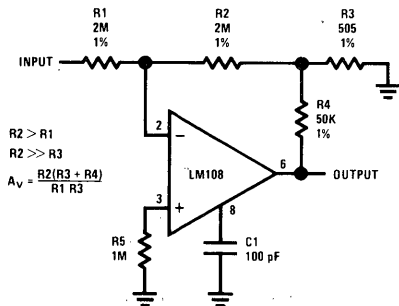 R1
2M
1%
R2
2M
1%
R3
505
1%
INPUT
R4
50K
1%
2
−
LM108
6
OUTPUT
3
+
8
R5
1M
C1
100 pF
R2 > R1
R2 >> R3
AV = R2(R3 + R4)
R1 R3